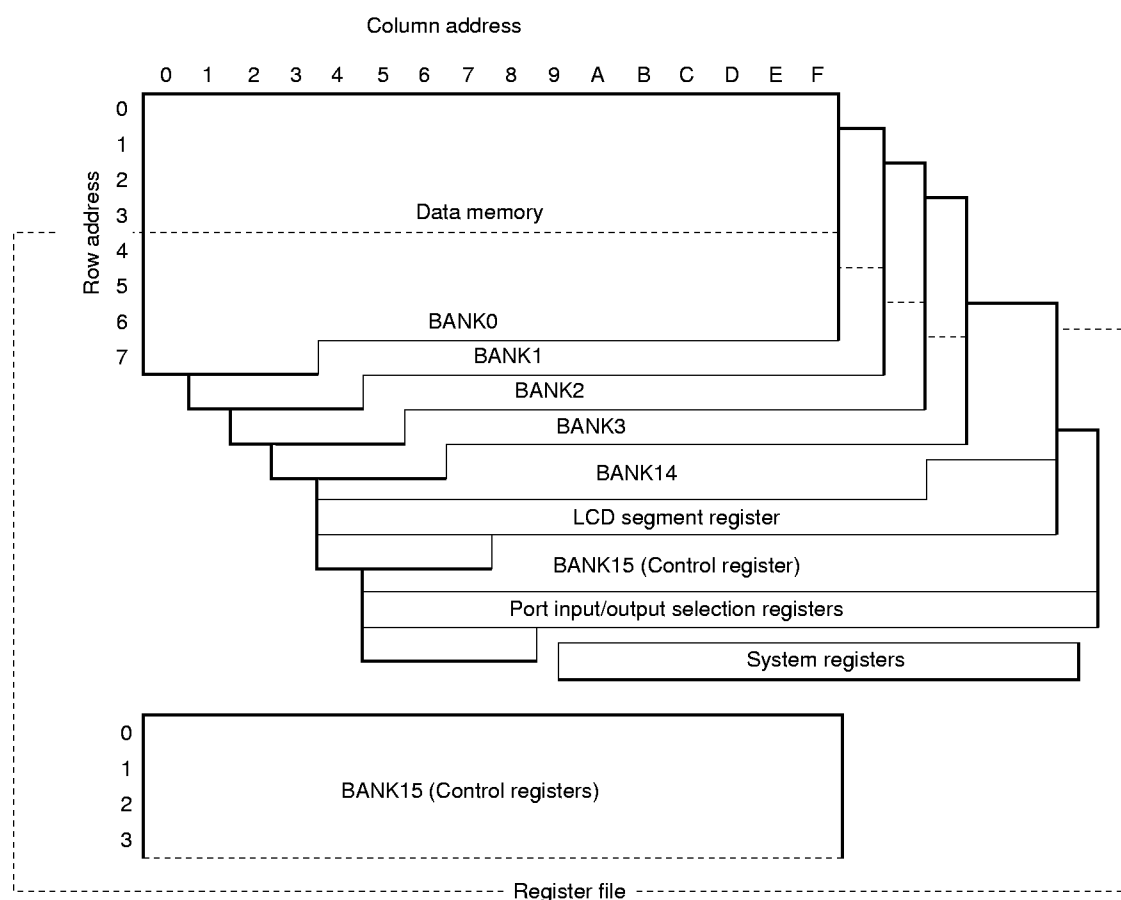 Column address
0 1 2 3 4 5 6 7 8 9 A B C D E F
Row address
0
1
2
3
4
5
6
7
Data memory
BANK0
BANK1
BANK2
BANK3
BANK14
LCD segment register
BANK15 (Control register)
Port input/output selection registers
System registers
0
1
2
3
BANK15 (Control registers)
Register file